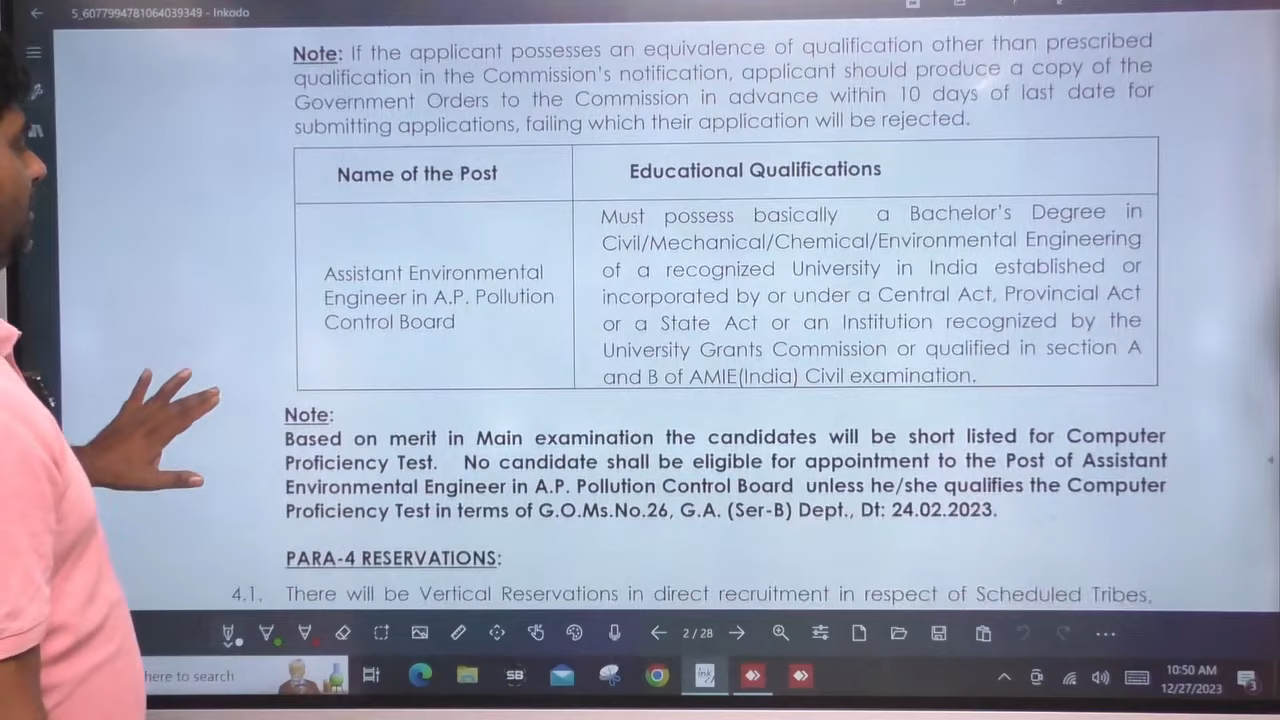 5_6077994781064039349 - Inkodo
Note: If the applicant possesses an equivalence of qualification other than prescribed
qualification in the Commission's notification, applicant should produce a copy of the
Government Orders to the Commission in advance within 10 days of last date for
submitting applications, failing which their application will be rejected.
Name of the Post
Educational Qualifications
Assistant Environmental
Engineer in A.P. Pollution
Control Board
Must possess basically a Bachelor's Degree in
Civil/Mechanical/Chemical/Environmental Engineering
of a recognized University in India established or
incorporated by or under a Central Act, Provincial Act
or a State Act or an Institution recognized by the
University Grants Commission or qualified in section A
and B of AMIE(India) Civil examination.
Note:
Based on merit in Main examination the candidates will be short listed for Computer
Proficiency Test. No candidate shall be eligible for appointment to the Post of Assistant
Environmental Engineer in A.P. Pollution Control Board unless he/she qualifies the Computer
Proficiency Test in terms of G.O.Ms.No.26, G.A. (Ser-B) Dept., Dt: 24.02.2023.
PARA-4 RESERVATIONS:
4.1. There will be Vertical Reservations in direct recruitment in respect of Scheduled Tribes,
2 / 28
here to search
SB
ink
10:50 AM
12/27/2023
3